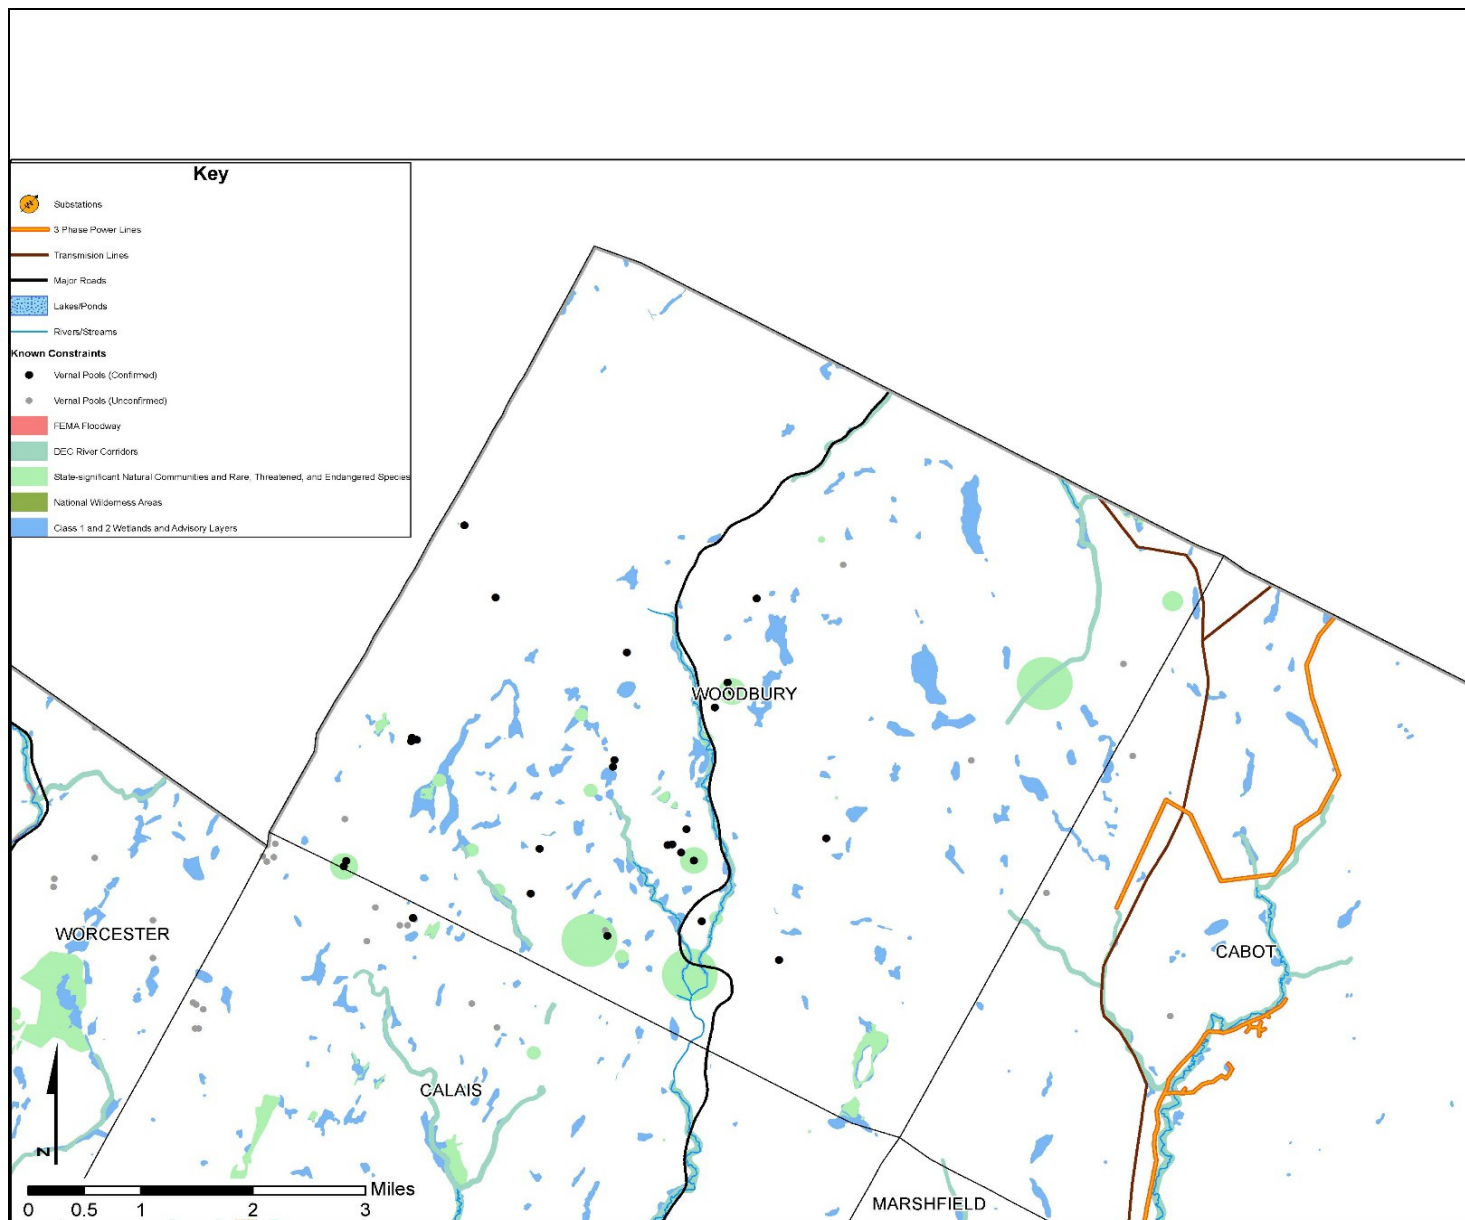 Key
Substations
3 Phase Power Lines
Transmision Lines
Major Roads
Lakes/Ponds
Rivers/Streams
Known Constraints
Vernal Pools (Confirmed)
Vernal Pools (Unconfirmed)
FEMA Floodway
DEC River Corridors
State-significant Natural Communities and Rare, Threatened, and Endangered Species
National Wilderness Areas
Class 1 and 2 Wetlands and Advisory Layers
WOODBURY
WORCESTER
CABOT
CALAIS
MARSHFIELD
N
Miles
0 0.5 1 2 3